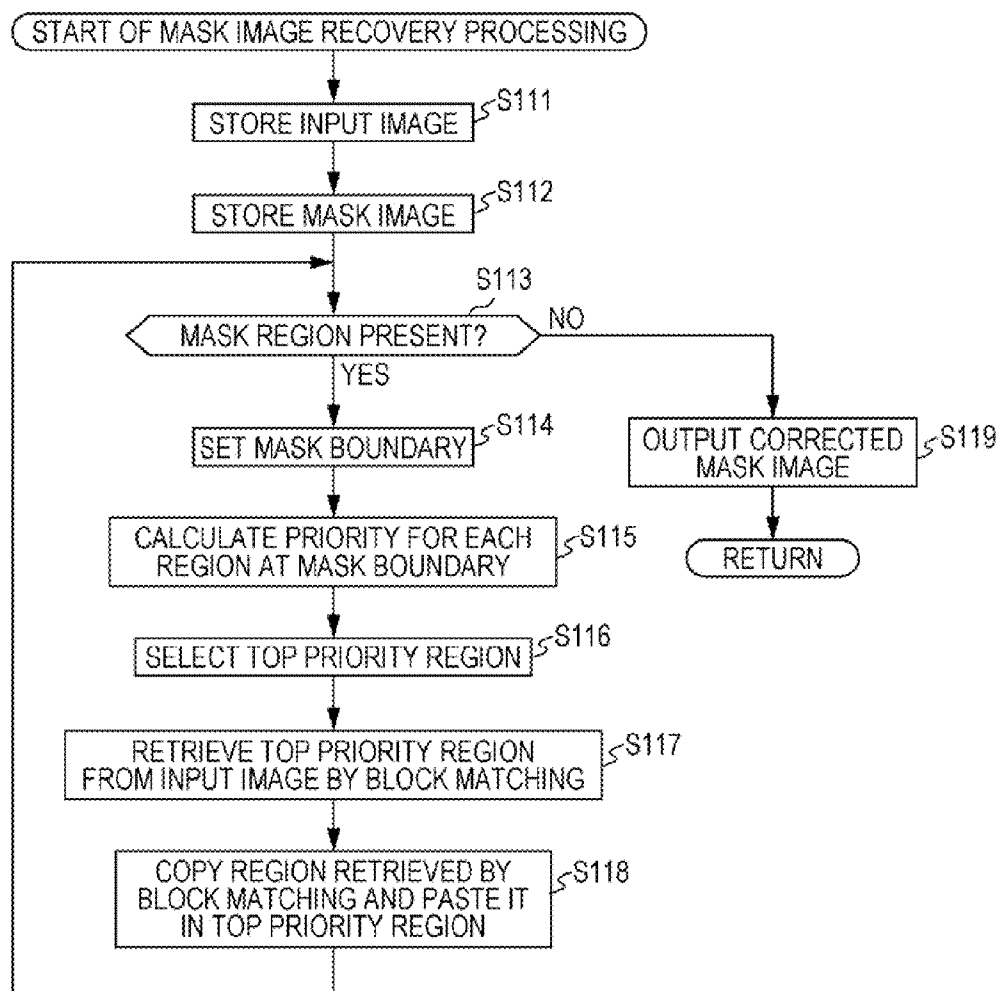 START OF MASK IMAGE RECOVERY PROCESSING
S111
STORE INPUT IMAGE
S112
STORE MASK IMAGE
S113
MASK REGION PRESENT?
NO
YES
S114
SET MASK BOUNDARY
S119
OUTPUT CORRECTED
MASK IMAGE
S115
CALCULATE PRIORITY FOR EACH
REGION AT MASK BOUNDARY
RETURN
S116
SELECT TOP PRIORITY REGION
S117
RETRIEVE TOP PRIORITY REGION
FROM INPUT IMAGE BY BLOCK MATCHING
S118
COPY REGION RETRIEVED BY
BLOCK MATCHING AND PASTE IT
IN TOP PRIORITY REGION